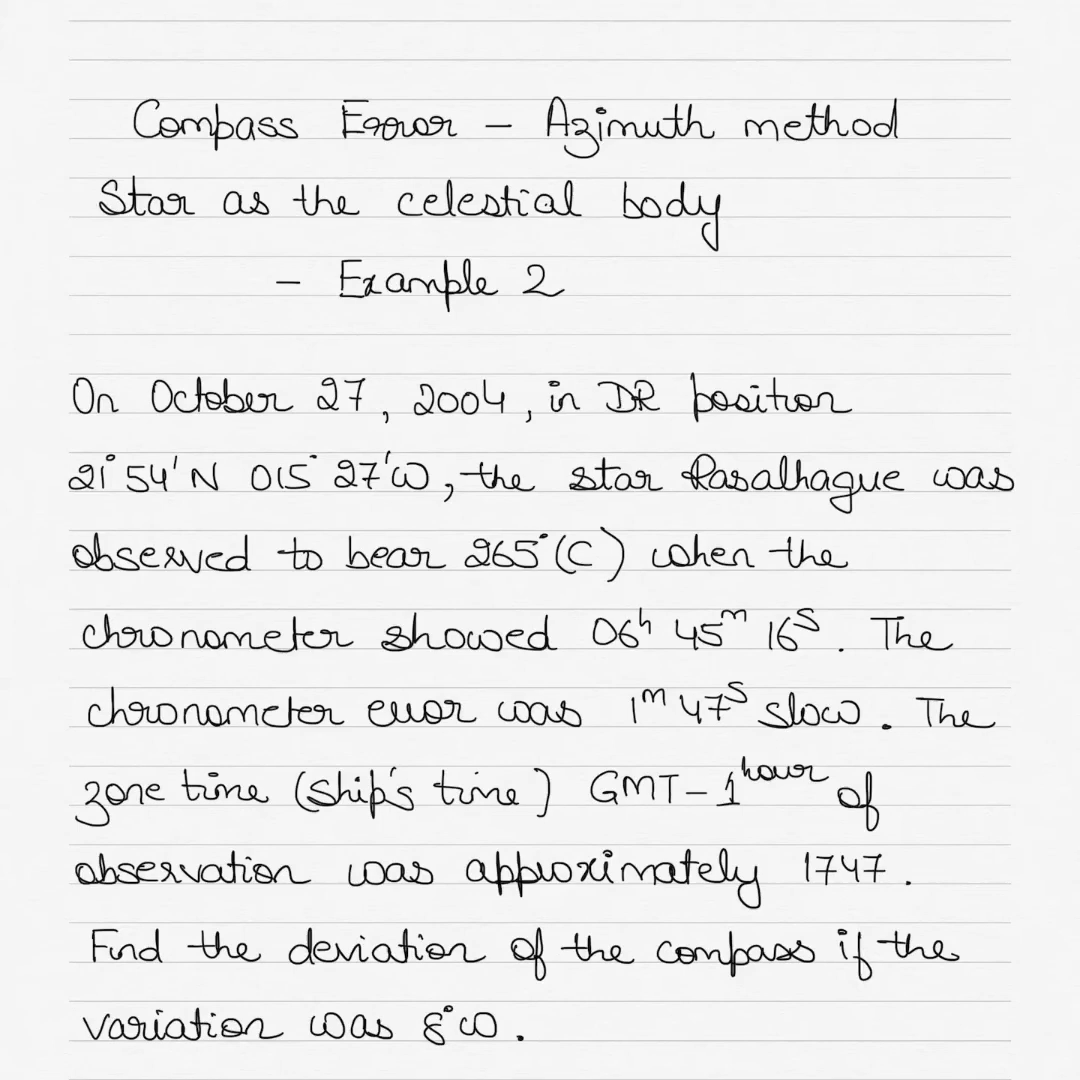 Compass Error - Azimuth method
Star as the celestial body
- Example 2
On October 27, 2004, in DR position
21° 54' N 015° 27' W, the star Rasalhague was
observed to bear 265° (C) when the
chronometer showed 06h 45m 16s. The
chronometer error was 1m 47s slow. The
zone time (ship's time) GMT-1hour of
observation was approximately 1747.
Find the deviation of the compass if the
variation was 8° W.